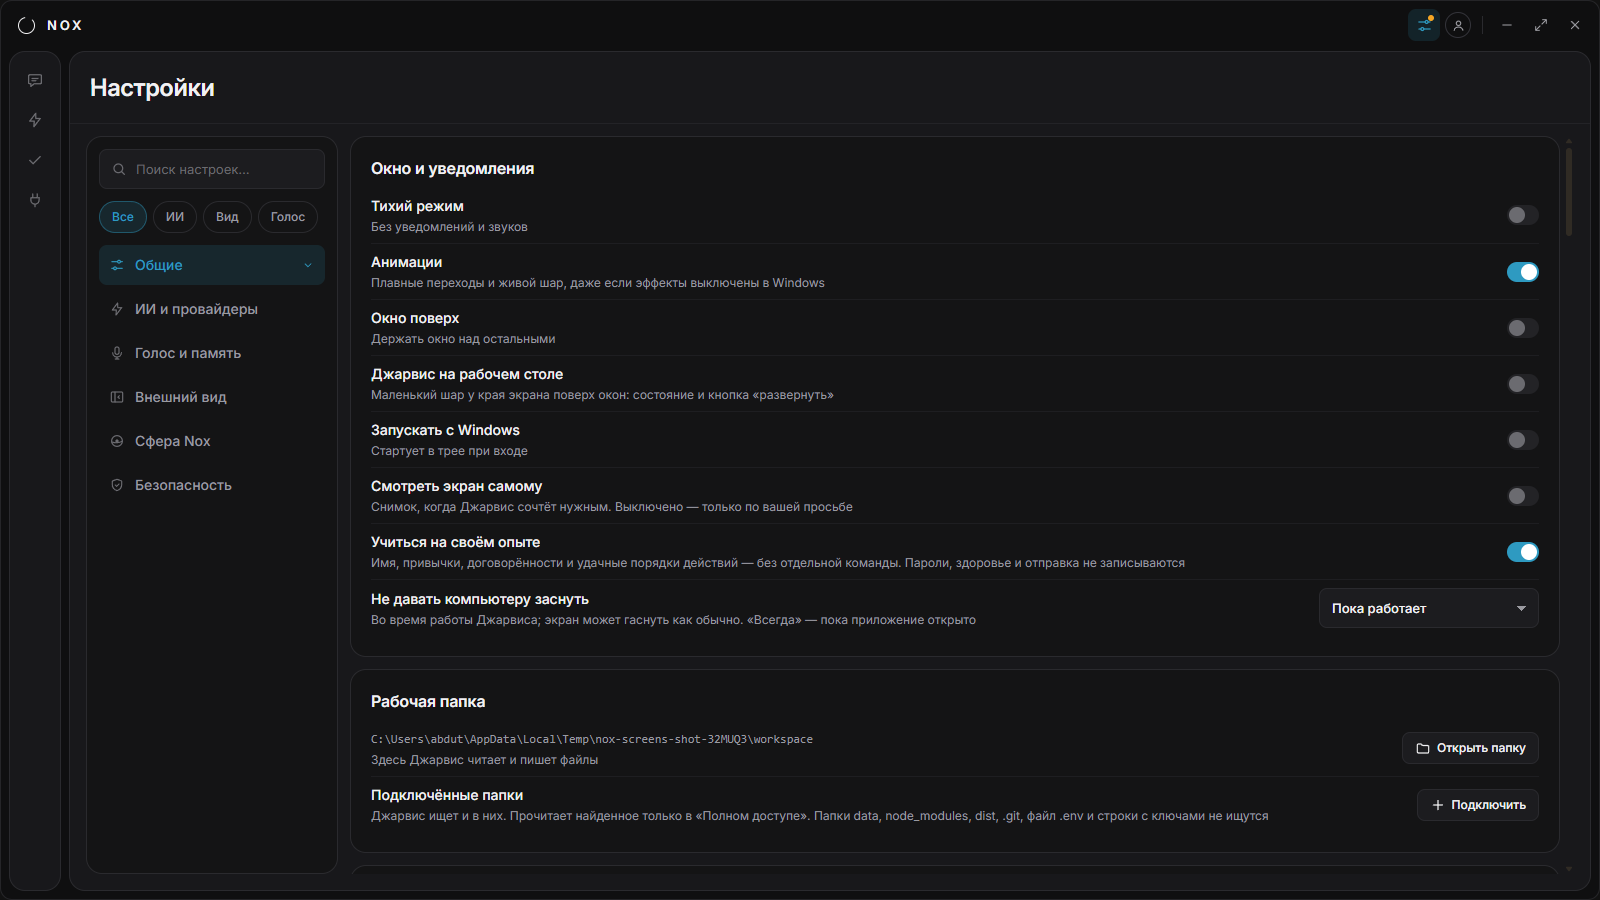 NOX
Настройки
Поиск настроек...
Все
ИИ
Вид
Голос
Общие
ИИ и провайдеры
Голос и память
Внешний вид
Сфера Nox
Безопасность
Окно и уведомления
Тихий режим
Без уведомлений и звуков
Анимации
Плавные переходы и живой шар, даже если эффекты выключены в Windows
Окно поверх
Держать окно над остальными
Джарвис на рабочем столе
Маленький шар у края экрана поверх окон: состояние и кнопка «развернуть»
Запускать с Windows
Стартует в трее при входе
Смотреть экран самому
Снимок, когда Джарвис сочтёт нужным. Выключено — только по вашей просьбе
Учиться на своём опыте
Имя, привычки, договорённости и удачные порядки действий — без отдельной команды. Пароли, здоровье и отправка не записываются
Не давать компьютеру заснуть
Во время работы Джарвиса; экран может гаснуть как обычно. «Всегда» — пока приложение открыто
Пока работает
Рабочая папка
C:\Users\abdut\AppData\Local\Temp\nox-screens-shot-32MUQ3\workspace
Здесь Джарвис читает и пишет файлы
Открыть папку
Подключённые папки
Джарвис ищет и в них. Прочитает найденное только в «Полном доступе». Папки data, node_modules, dist, .git, файл .env и строки с ключами не ищутся
Подключить